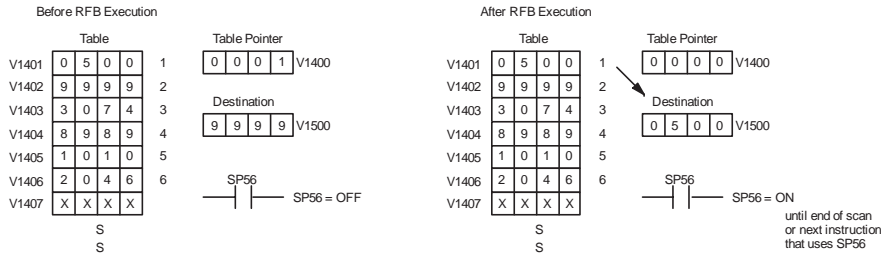 Before RFB Execution
Table
Table Pointer
V1401 0 5 0 0 1
0 0 0 1 V1400
V1402 9 9 9 9 2
V1403 3 0 7 4 3
Destination
V1404 8 9 8 9 4
9 9 9 9 V1500
V1405 1 0 1 0 5
V1406 2 0 4 6 6
SP56
SP56 = OFF
V1407 X X X X
S
S
After RFB Execution
Table
Table Pointer
V1401 0 5 0 0 1
0 0 0 0 V1400
V1402 9 9 9 9 2
V1403 3 0 7 4 3
Destination
V1404 8 9 8 9 4
0 5 0 0 V1500
V1405 1 0 1 0 5
V1406 2 0 4 6 6
SP56
SP56 = ON
V1407 X X X X
until end of scan
or next instruction
that uses SP56
S
S